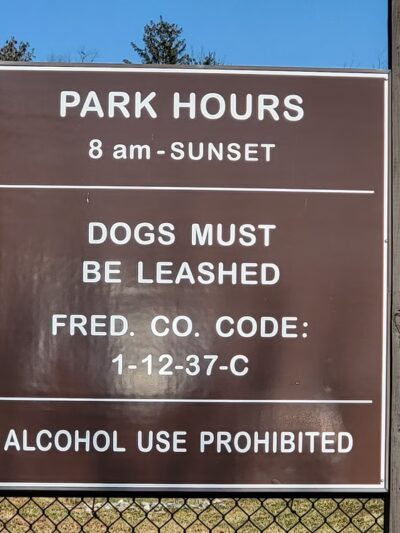 PARK HOURS
8 am - SUNSET
DOGS MUST
BE LEASHED
FRED. CO. CODE:
1-12-37-C
ALCOHOL USE PROHIBITED